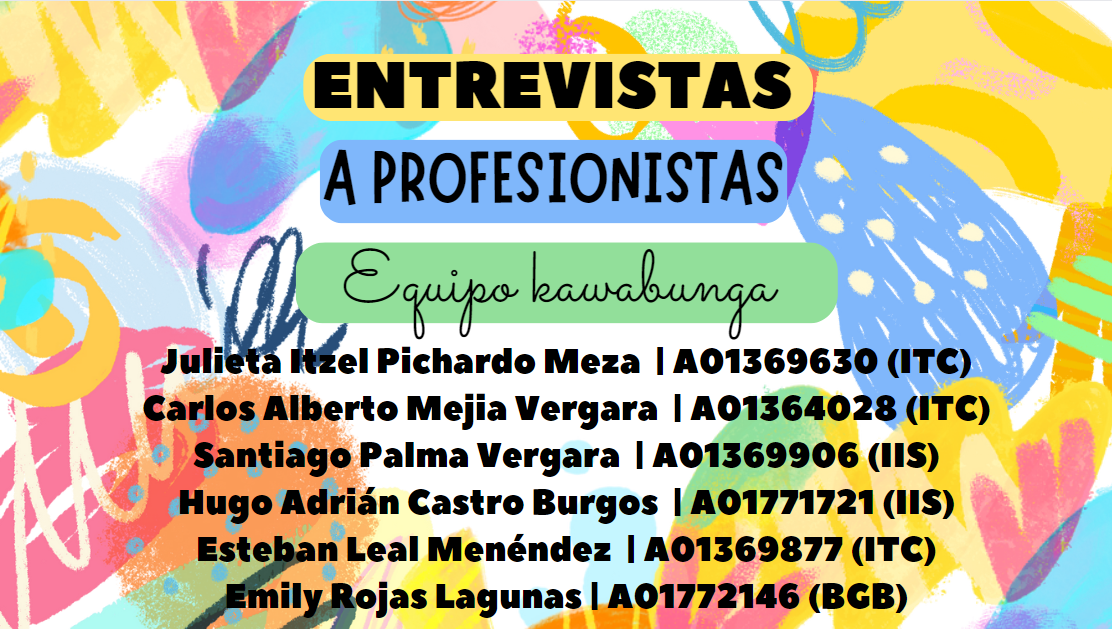 ENTREVISTAS
A PROFESIONISTAS
Equipo kawabunga
Julieta Itzel Pichardo Meza | A01369630 (ITC)
Carlos Alberto Mejia Vergara | A01364028 (ITC)
Santiago Palma Vergara | A01369906 (IIS)
Hugo Adrián Castro Burgos | A01771721 (IIS)
Esteban Leal Menéndez | A01369877 (ITC)
Emily Rojas Lagunas | A01772146 (BGB)